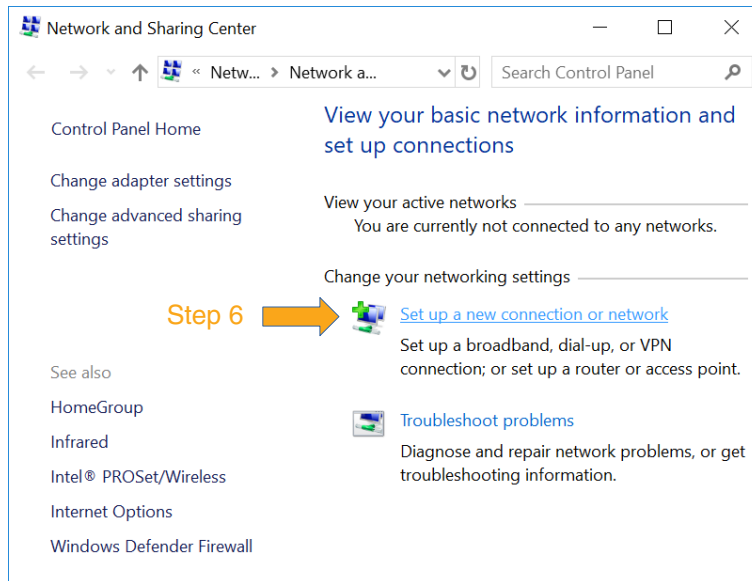 Network and Sharing Center
« Netw... > Network a...
Search Control Panel
Control Panel Home
Change adapter settings
Change advanced sharing
settings
See also
HomeGroup
Infrared
Intel® PROSet/Wireless
Internet Options
Windows Defender Firewall
View your basic network information and
set up connections
View your active networks
You are currently not connected to any networks.
Change your networking settings
Step 6
Set up a new connection or network
Set up a broadband, dial-up, or VPN
connection; or set up a router or access point.
Troubleshoot problems
Diagnose and repair network problems, or get
troubleshooting information.